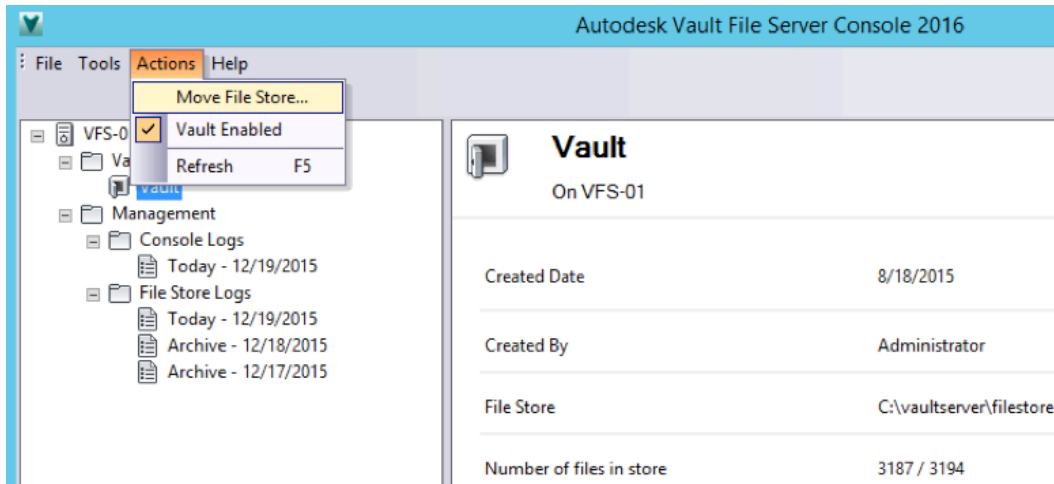 Autodesk Vault File Server Console 2016
File Tools Actions Help
Move File Store...
Vault Enabled
Refresh F5
VFS-0
Va
Vault
Management
Console Logs
Today - 12/19/2015
File Store Logs
Today - 12/19/2015
Archive - 12/18/2015
Archive - 12/17/2015
Vault
On VFS-01
Created Date 8/18/2015
Created By Administrator
File Store C:\vaultserver\filestore
Number of files in store 3187 / 3194